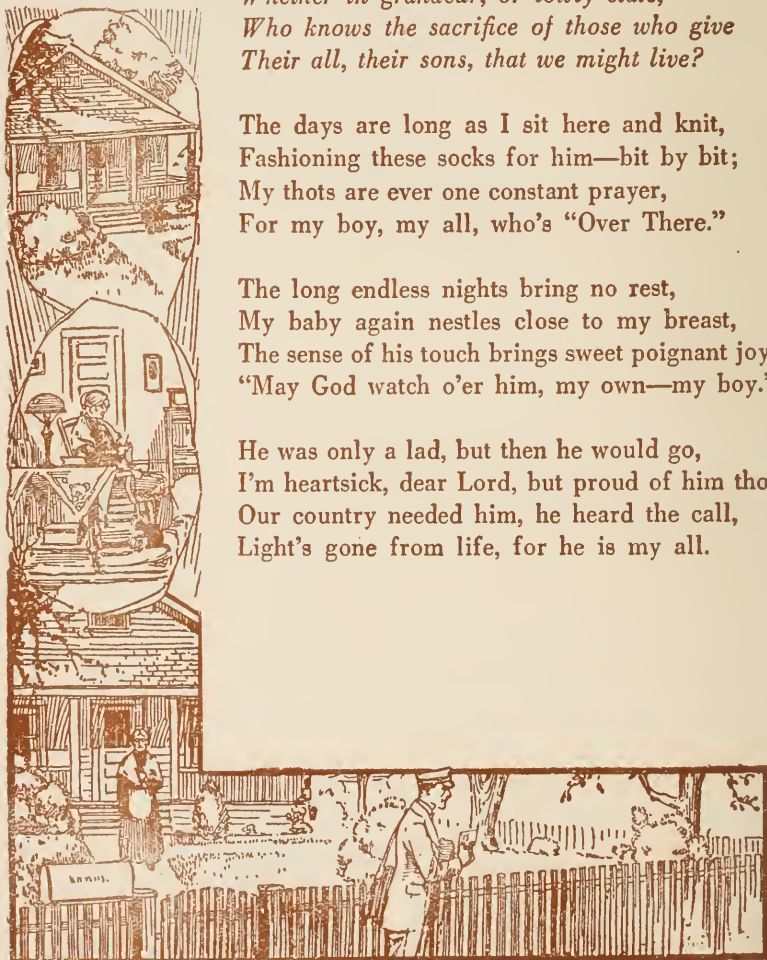 Whether in grandeur, or lowly state,
Who knows the sacrifice of those who give
Their all, their sons, that we might live?
The days are long as I sit here and knit,
Fashioning these socks for him—bit by bit;
My thots are ever one constant prayer,
For my boy, my all, who's “Over There.”
The long endless nights bring no rest,
My baby again nestles close to my breast,
The sense of his touch brings sweet poignant joy
“May God watch o'er him, my own—my boy.”
He was only a lad, but then he would go,
I'm heartsick, dear Lord, but proud of him tho
Our country needed him, he heard the call,
Light's gone from life, for he is my all.